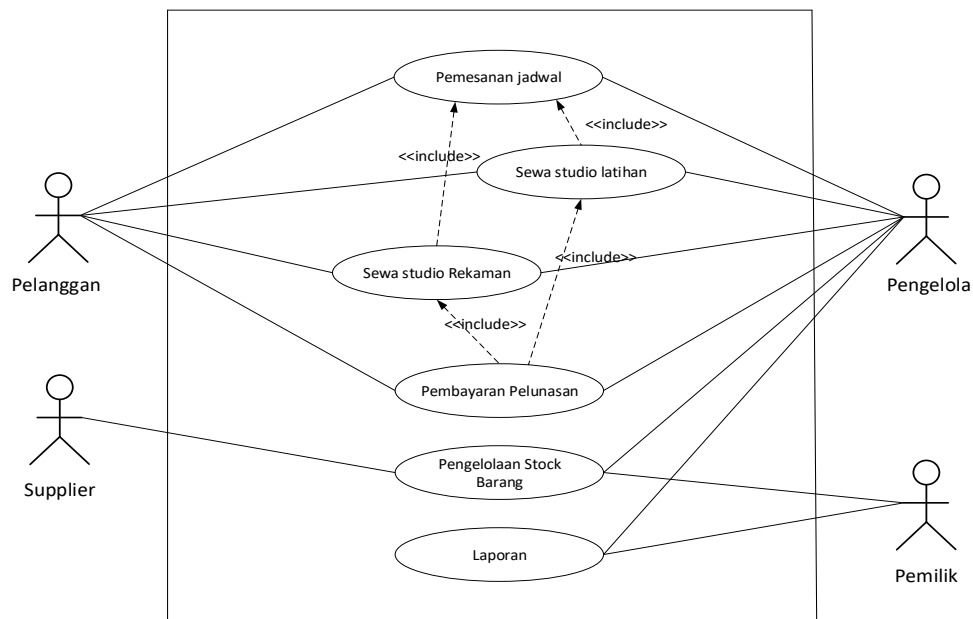 Pemesanan jadwal
<<include>>
<<include>>
Sewa studio latihan
Pelanggan
Pengelola
Sewa studio Rekaman
<<include>>
<<include>>
Pembayaran Pelunasan
Supplier
Pengelolaan Stock
Barang
Laporan
Pemilik